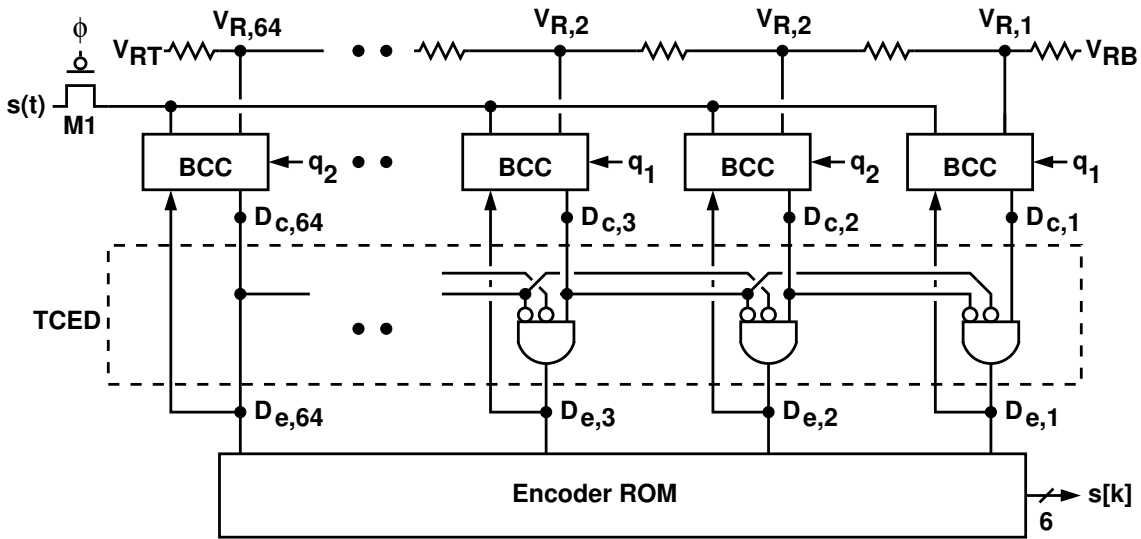 ϕ
V_R,64
V_R,2
V_R,2
V_R,1
V_RT
V_RB
s(t)
M1
BCC
q_2
BCC
q_1
BCC
q_2
BCC
q_1
D_c,64
D_c,3
D_c,2
D_c,1
TCED
D_e,64
D_e,3
D_e,2
D_e,1
Encoder ROM
s[k]
6